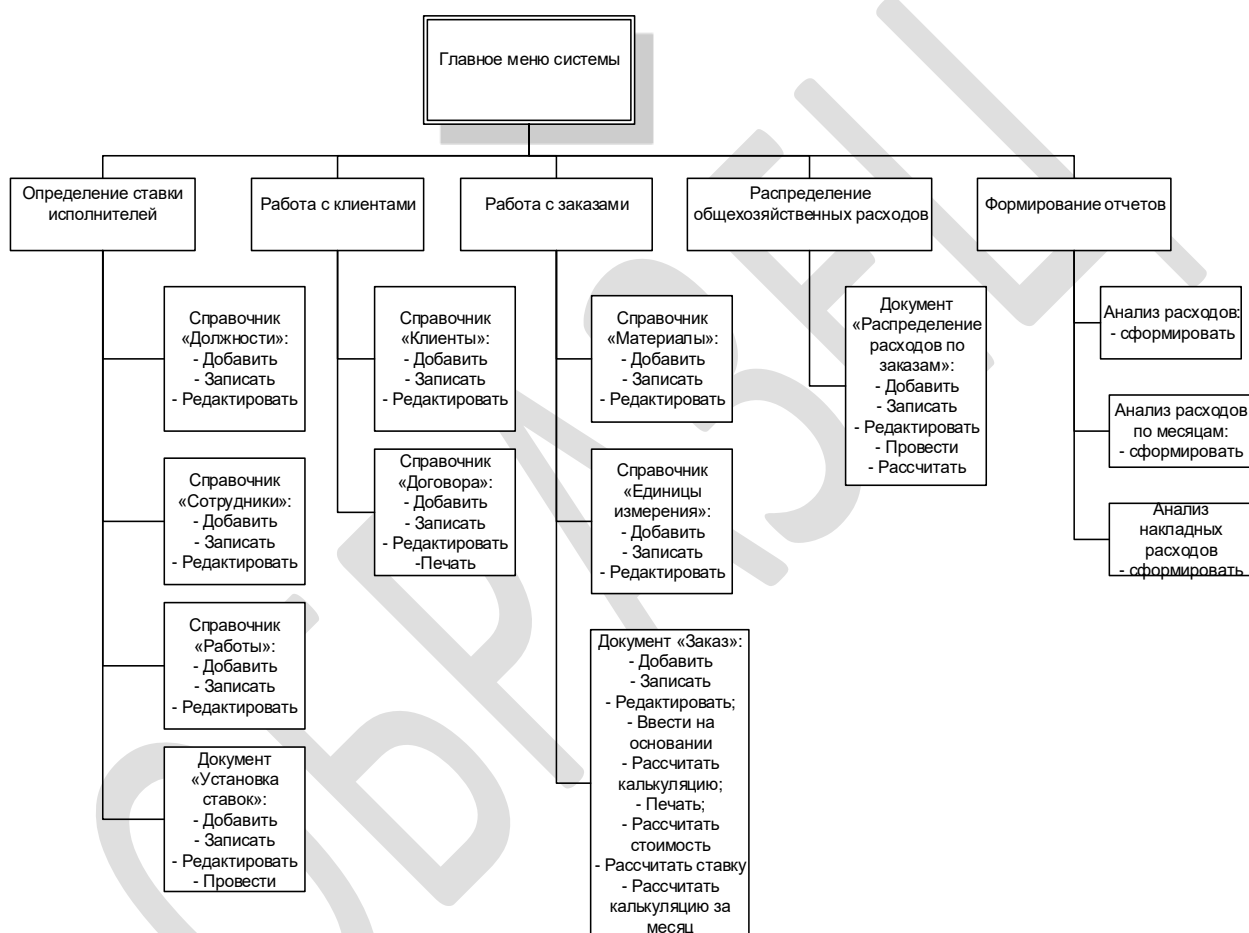 Главное меню системы
Определение ставки
исполнителей
Работа с клиентами
Работа с заказами
Распределение
общехозяйственных расходов
Формирование отчетов
Справочник
«Должности»:
- Добавить
- Записать
- Редактировать
Справочник
«Сотрудники»:
- Добавить
- Записать
- Редактировать
Справочник
«Работы»:
- Добавить
- Записать
- Редактировать
Документ
«Установка
ставок»:
- Добавить
- Записать
- Редактировать
- Провести
Справочник
«Клиенты»:
- Добавить
- Записать
- Редактировать
Справочник
«Договора»:
- Добавить
- Записать
- Редактировать
-Печать
Справочник
«Материалы»:
- Добавить
- Записать
- Редактировать
Справочник
«Единицы
измерения»:
- Добавить
- Записать
- Редактировать
Документ «Заказ»:
- Добавить
- Записать
- Редактировать;
- Ввести на
основании
- Рассчитать
калькуляцию;
- Печать;
- Рассчитать
стоимость
- Рассчитать ставку
- Рассчитать
калькуляцию за
месяц
Документ
«Распределение
расходов по
заказам»:
- Добавить
- Записать
- Редактировать
- Провести
- Рассчитать
Анализ расходов:
- сформировать
Анализ расходов
по месяцам:
- сформировать
Анализ
накладных
расходов
- сформировать
ОБРАЗЕЦ